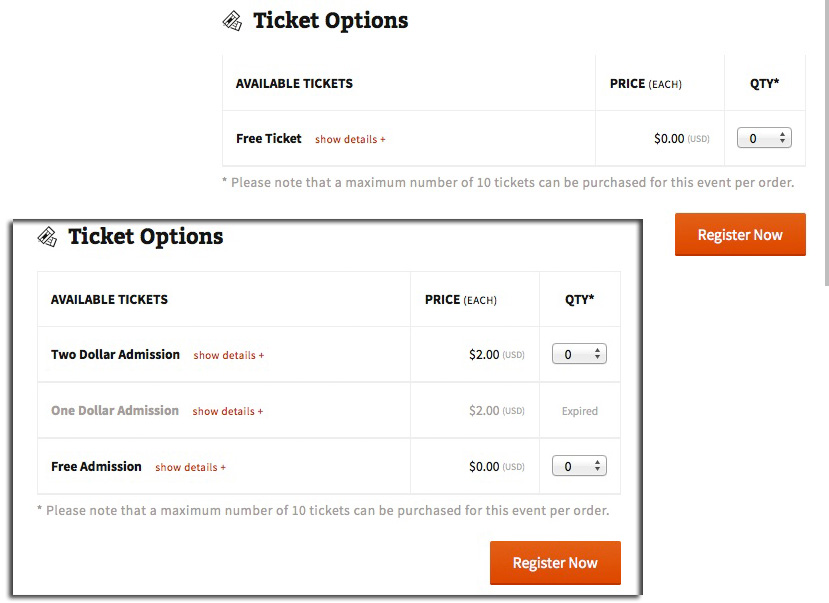 Ticket Options
AVAILABLE TICKETS PRICE (EACH) QTY*
Free Ticket show details + $0.00 (USD) 0
* Please note that a maximum number of 10 tickets can be purchased for this event per order.
Register Now
Ticket Options
AVAILABLE TICKETS PRICE (EACH) QTY*
Two Dollar Admission show details + $2.00 (USD) 0
One Dollar Admission show details + $2.00 (USD) Expired
Free Admission show details + $0.00 (USD) 0
* Please note that a maximum number of 10 tickets can be purchased for this event per order.
Register Now